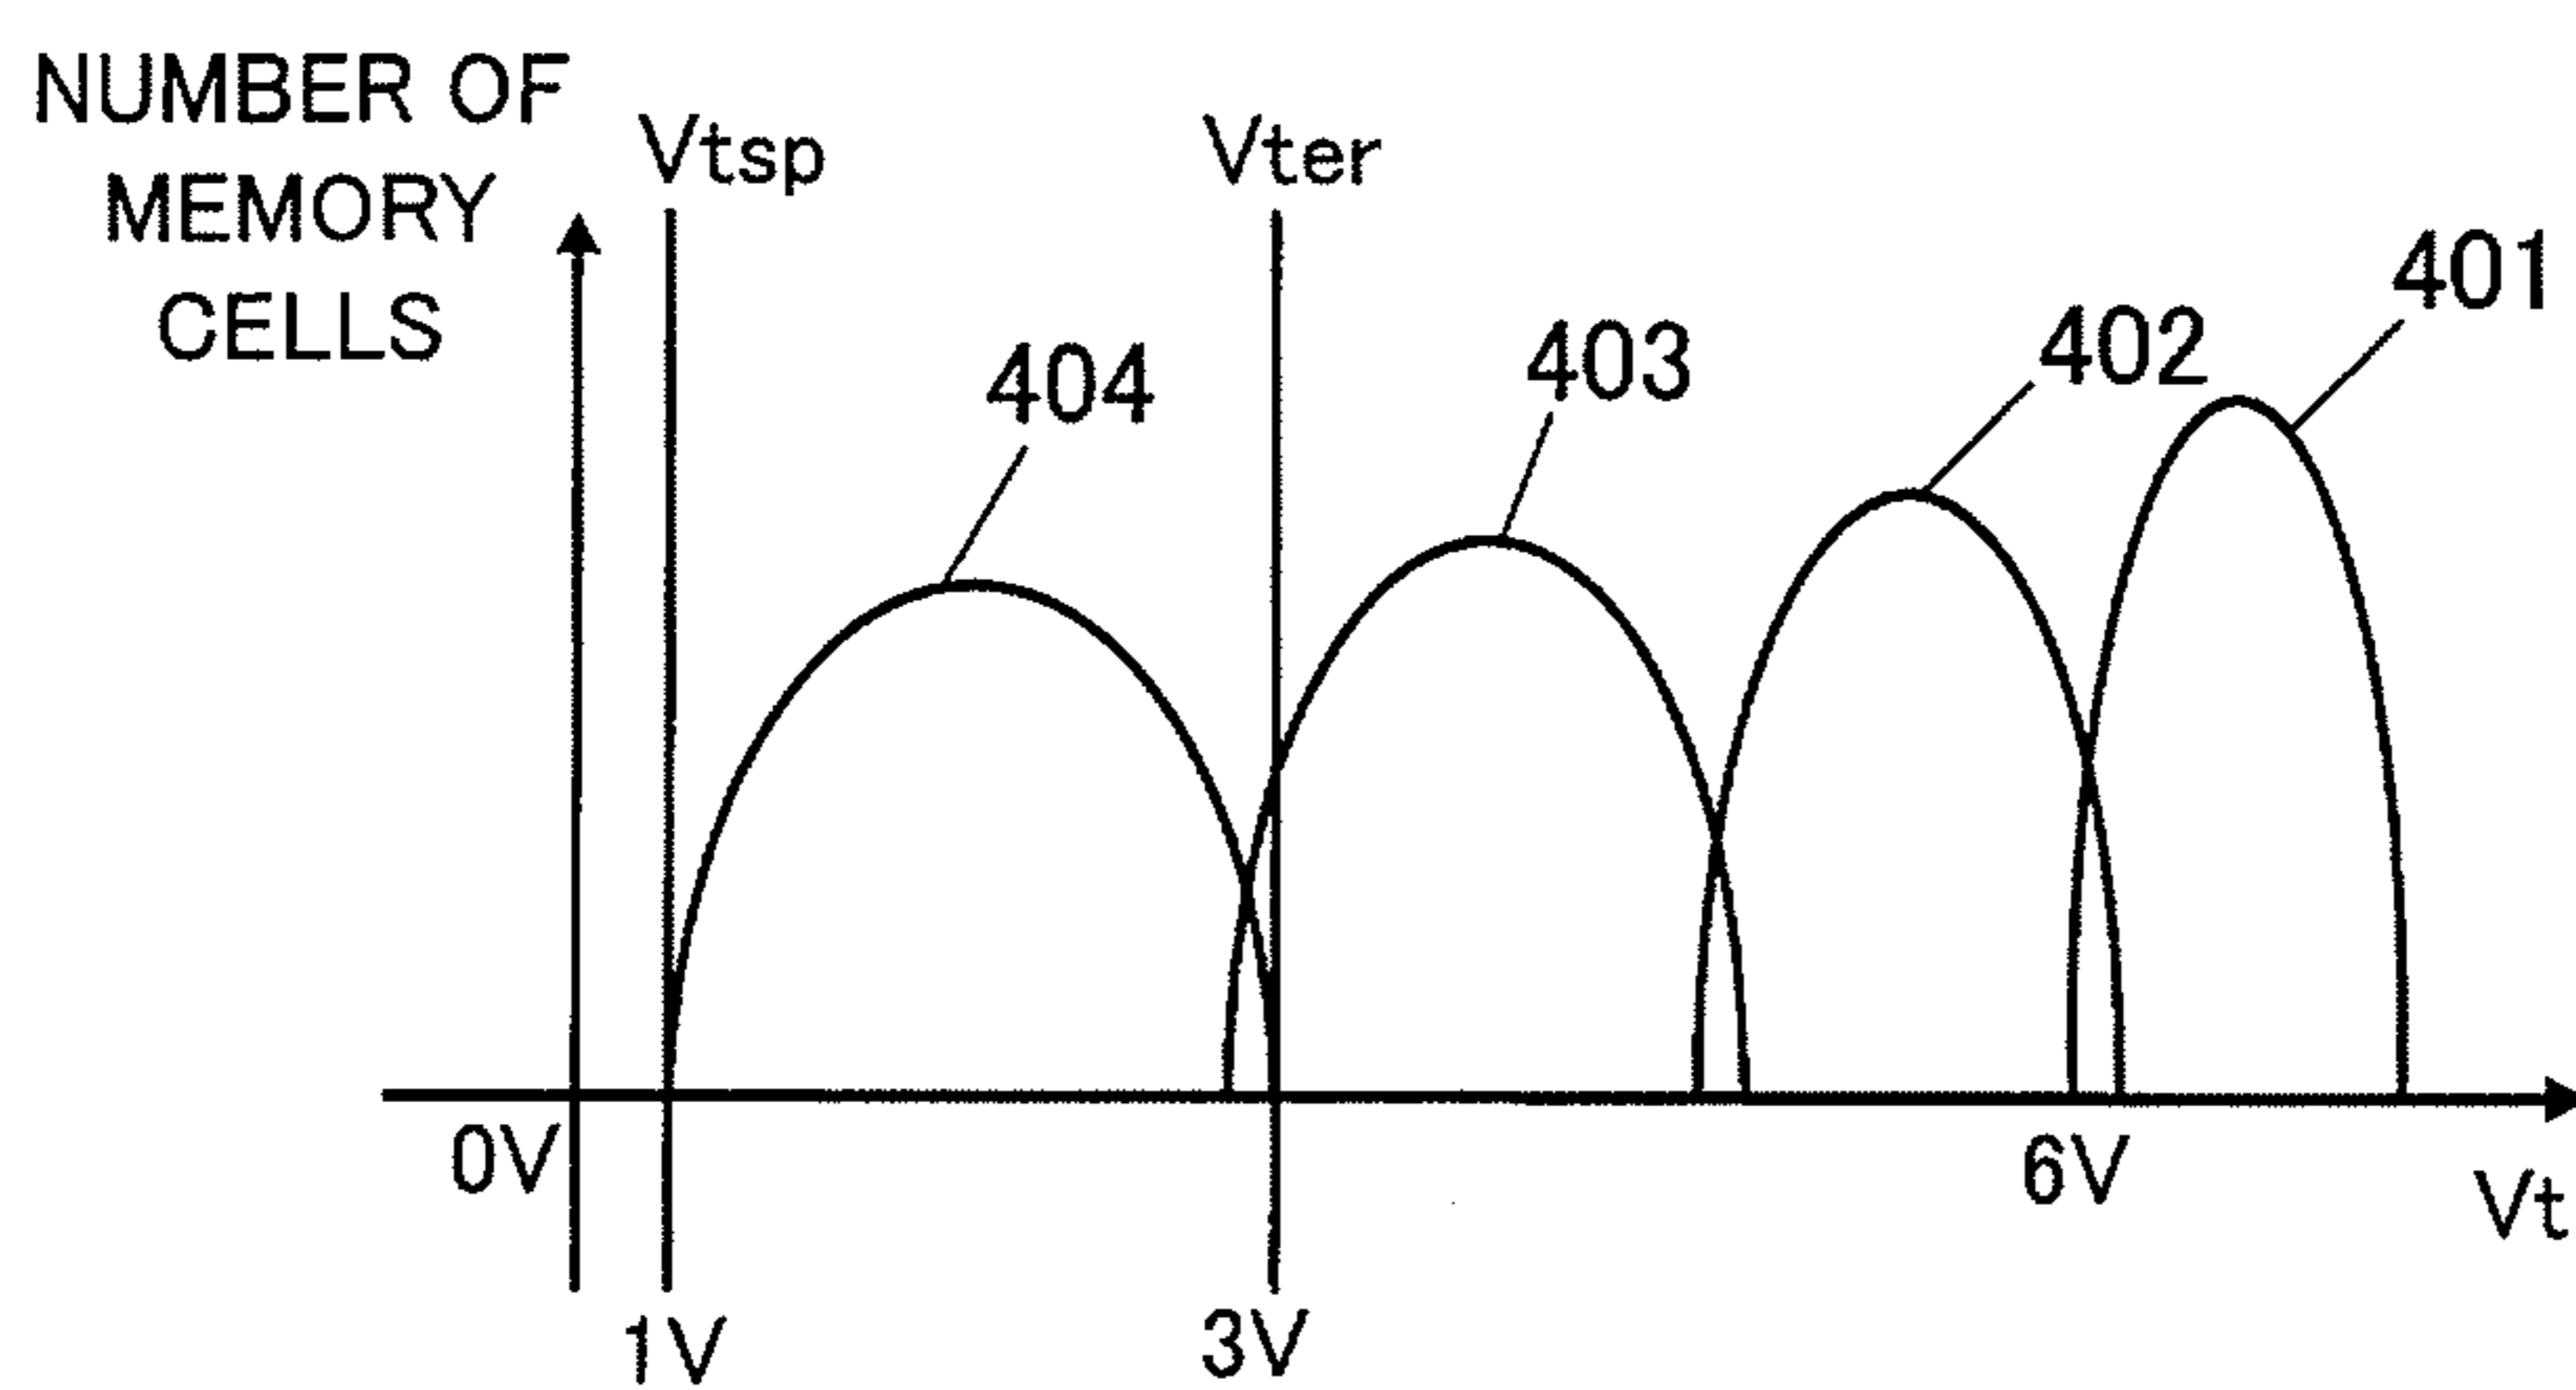 NUMBER OF
MEMORY
CELLS
Vtsp
Vter
401
402
403
404
0V
6V
Vt
1V
3V